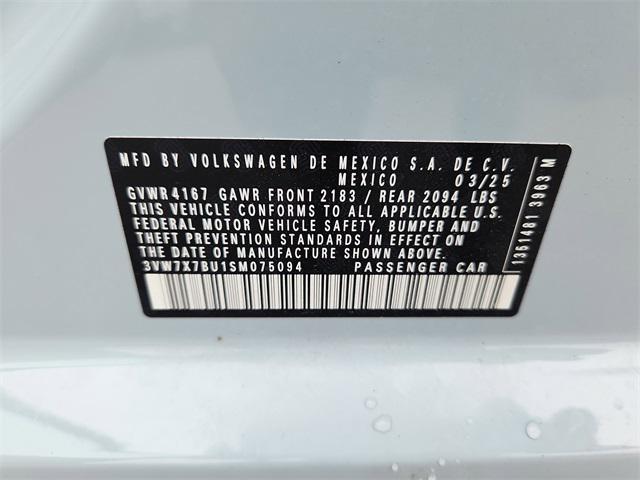 MFD BY VOLKSWAGEN DE MEXICO S.A. DE C.V.
MEXICO 03/25
GVWR 4167 GAWR FRONT 2183 / REAR 2094 LBS
THIS VEHICLE CONFORMS TO ALL APPLICABLE U.S.
FEDERAL MOTOR VEHICLE SAFETY, BUMPER AND
THEFT PREVENTION STANDARDS IN EFFECT ON
THE DATE OF MANUFACTURE SHOWN ABOVE.
3VW7X7BU1SM075094 PASSENGER CAR
1361481 3963 M